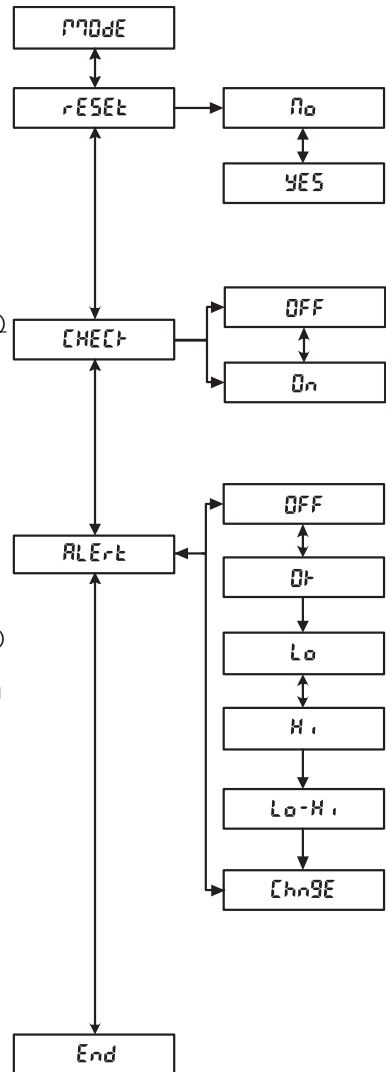 MODE
rESEt
No
YES
CHECk
OFF
On
ALErt
OFF
Ok
Lo
Hi
Lo-Hi
ChngE
End